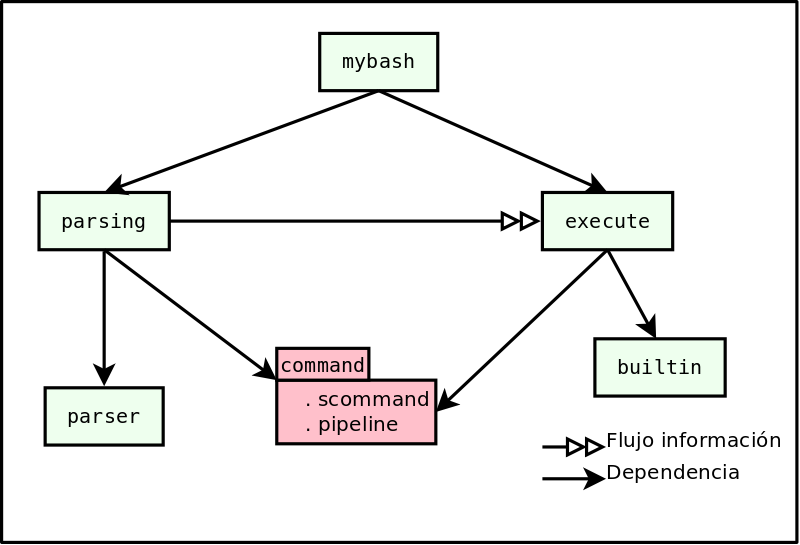 mybash
parsing
execute
command
. scommand
. pipeline
builtin
parser
Flujo información
Dependencia